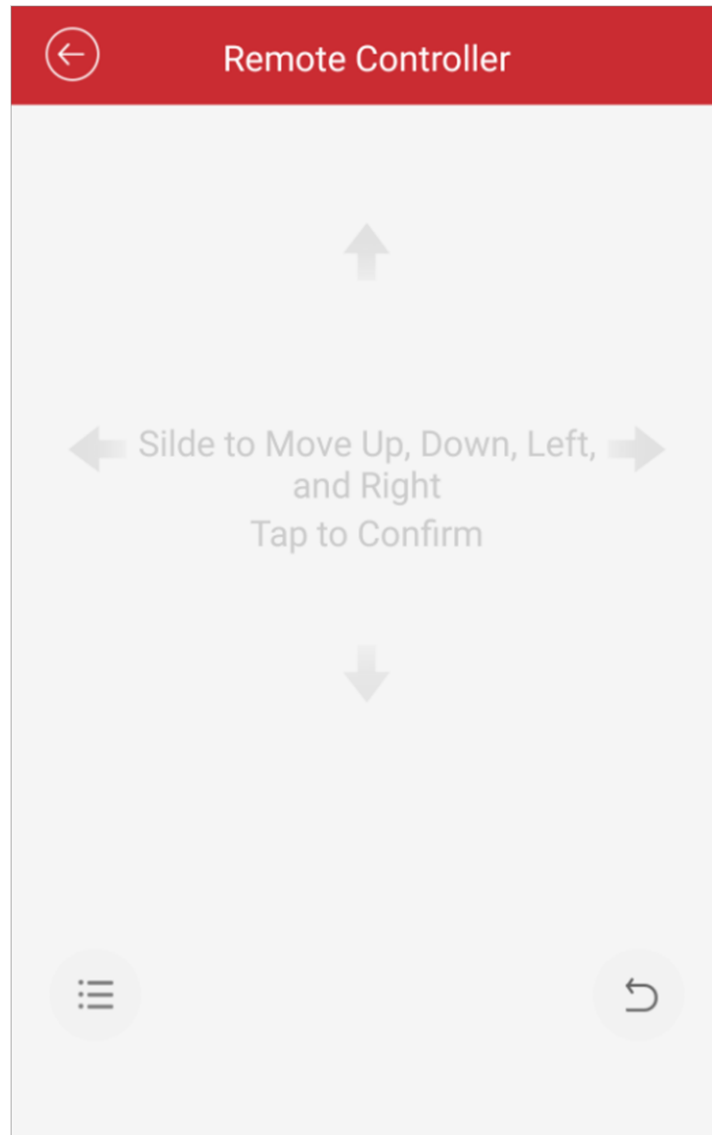 Remote Controller
Silde to Move Up, Down, Left,
and Right
Tap to Confirm